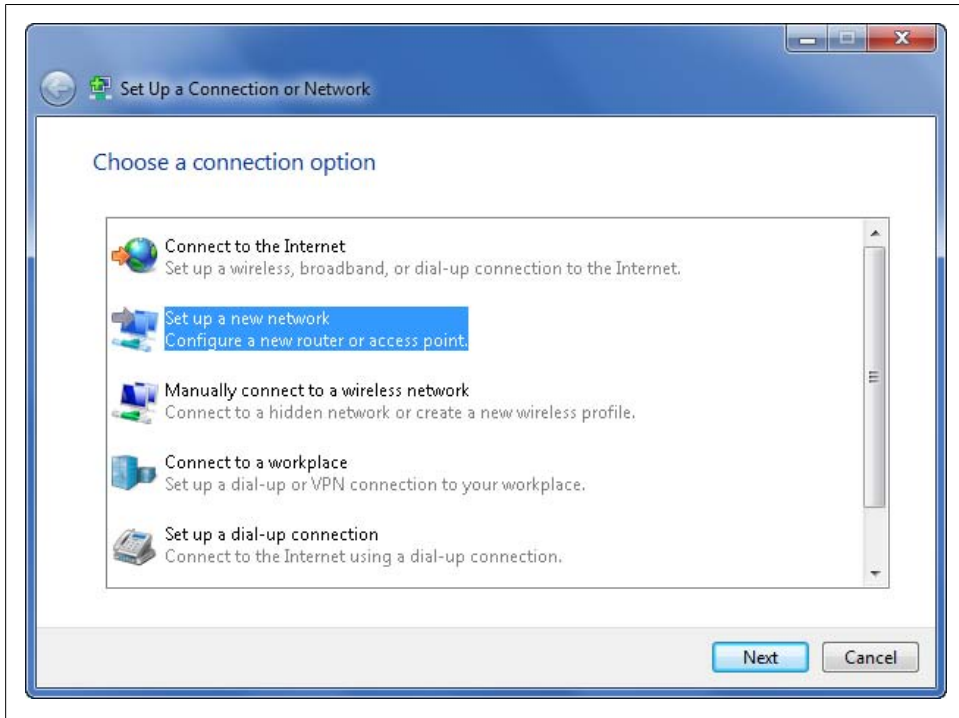 Set Up a Connection or Network
Choose a connection option
Connect to the Internet
Set up a wireless, broadband, or dial-up connection to the Internet.
Set up a new network
Configure a new router or access point.
Manually connect to a wireless network
Connect to a hidden network or create a new wireless profile.
Connect to a workplace
Set up a dial-up or VPN connection to your workplace.
Set up a dial-up connection
Connect to the Internet using a dial-up connection.
Next Cancel